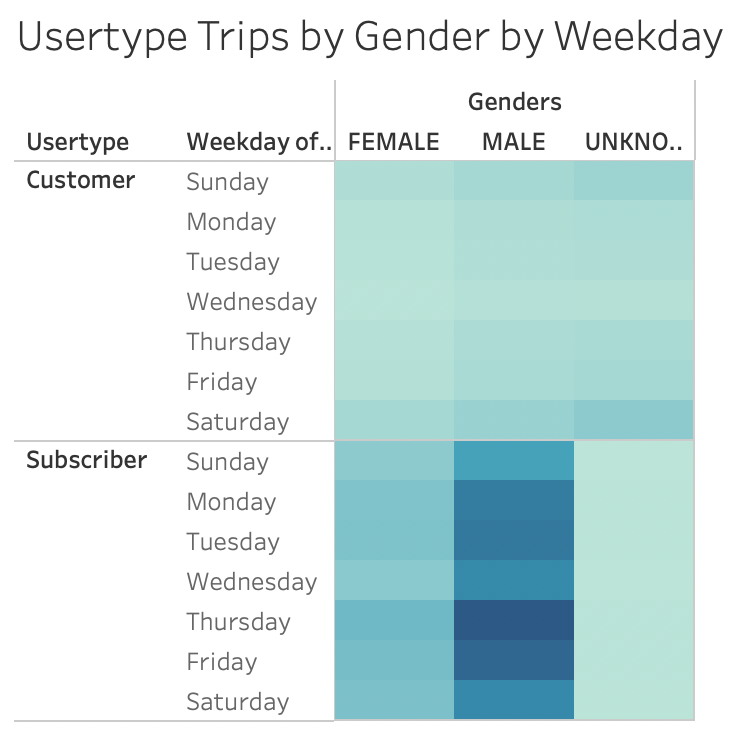 Usertype Trips by Gender by Weekday
Genders
Usertype Weekday of.. FEMALE MALE UNKNO..
Customer Sunday
Monday
Tuesday
Wednesday
Thursday
Friday
Saturday
Subscriber Sunday
Monday
Tuesday
Wednesday
Thursday
Friday
Saturday